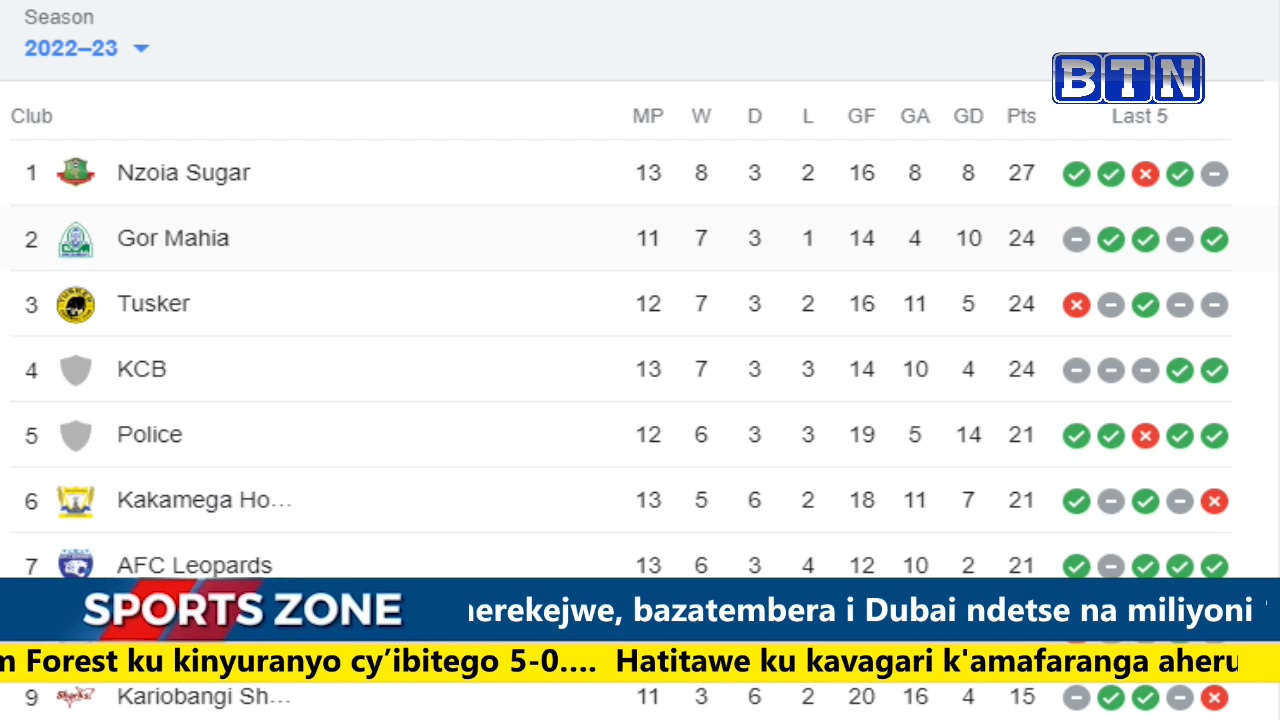 Season
2022–23
BTN
Club MP W D L GF GA GD Pts Last 5
1 Nzoia Sugar 13 8 3 2 16 8 8 27
2 Gor Mahia 11 7 3 1 14 4 10 24
3 Tusker 12 7 3 2 16 11 5 24
4 KCB 13 7 3 3 14 10 4 24
5 Police 12 6 3 3 19 5 14 21
6 Kakamega Ho... 13 5 6 2 18 11 7 21
7 AFC Leopards 13 6 3 4 12 10 2 21
SPORTS ZONE herekejwe, bazatembera i Dubai ndetse na miliyoni
m Forest ku kinyuranyo cy’ibitego 5-0.... Hatitawe ku kavagari k'amafaranga aheru
9 Kariobangi Sh... 11 3 6 2 20 16 4 15